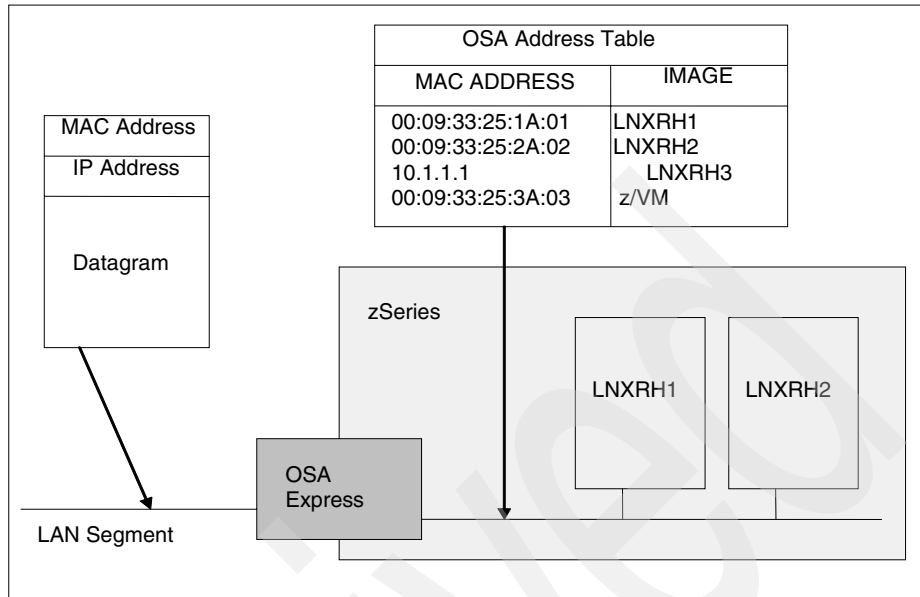 OSA Address Table
MAC ADDRESS IMAGE
00:09:33:25:1A:01 LNXRH1
00:09:33:25:2A:02 LNXRH2
10.1.1.1 LNXRH3
00:09:33:25:3A:03 z/VM
MAC Address
IP Address
Datagram
zSeries
LNXRH1 LNXRH2
OSA
Express
LAN Segment